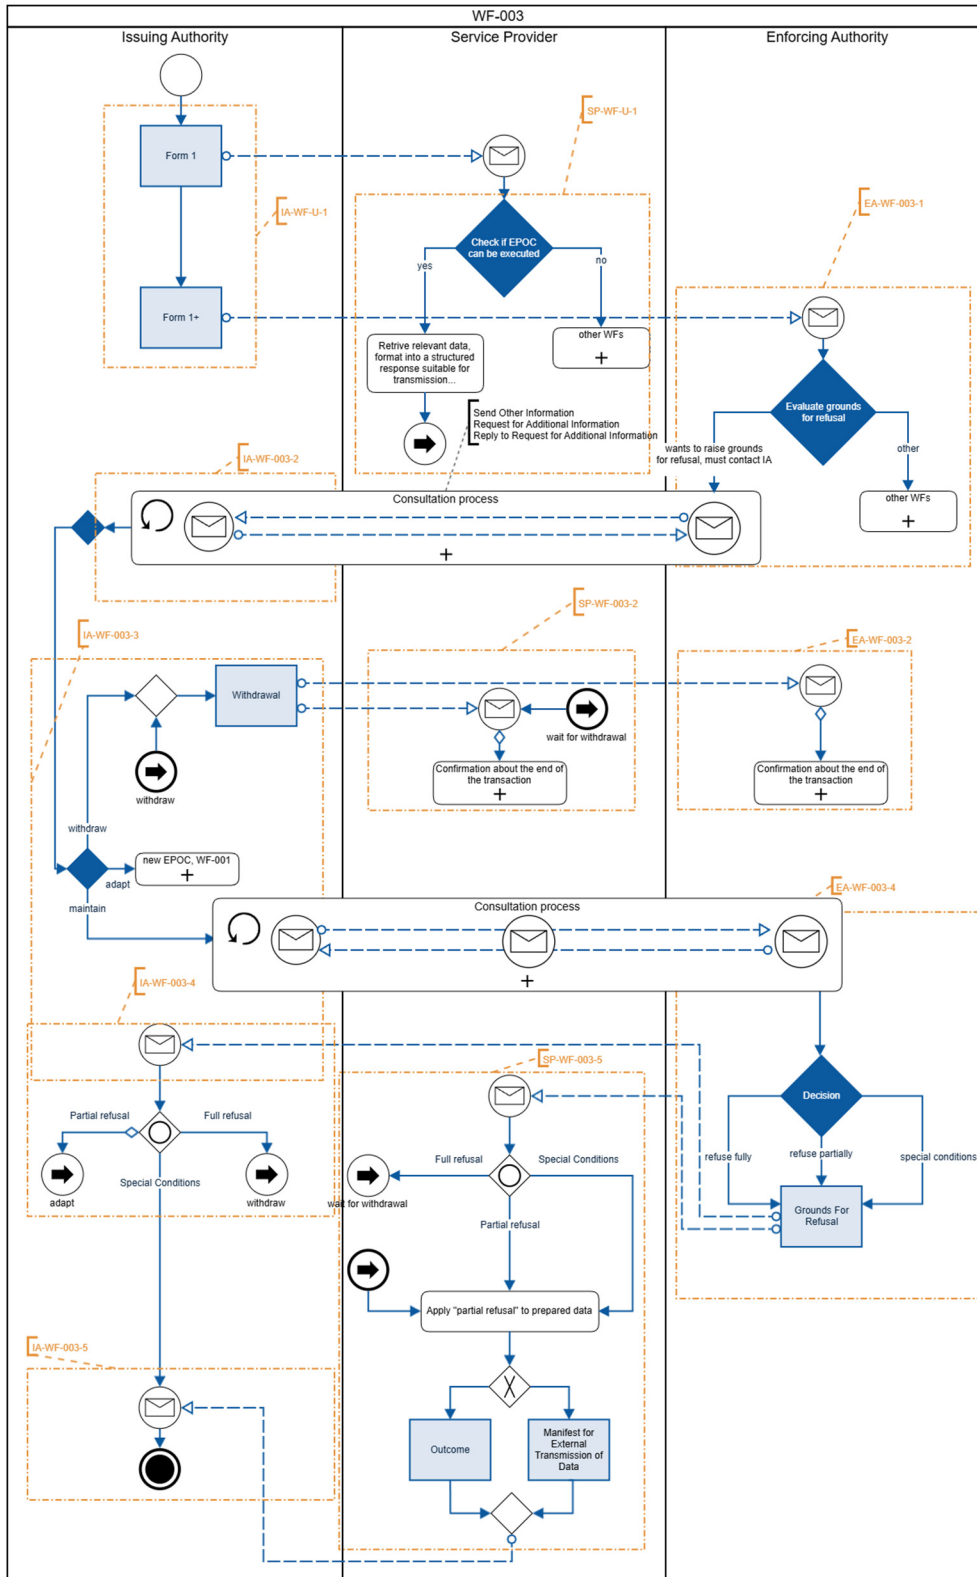 WF-003
Issuing Authority
Service Provider
Enforcing Authority
SP-WF-U-1
Form 1
IA-WF-U-1
EA-WF-003-1
Check if EPOC
can be executed
yes
no
Form 1+
other WFs
Retrive relevant data,
format into a structured
response suitable for
transmission...
Evaluate grounds
for refusal
Send Other Information
Request for Additional Information
Reply to Request for Additional Information
wants to raise grounds
for refusal, must contact IA
other
IA-WF-003-2
Consultation process
other WFs
SP-WF-003-2
IA-WF-003-3
EA-WF-003-2
Withdrawal
wait for withdrawal
withdraw
Confirmation about the end of
the transaction
Confirmation about the end of
the transaction
withdraw
new EPOC, WF-001
adapt
maintain
EA-WF-003-4
Consultation process
IA-WF-003-4
SP-WF-003-5
Decision
Partial refusal
Full refusal
refuse fully
refuse partially
special conditions
Full refusal
Special Conditions
Special Conditions
adapt
withdraw
wait for withdrawal
Partial refusal
Grounds For
Refusal
Apply "partial refusal" to prepared data
IA-WF-003-5
Outcome
Manifest for
External
Transmission of
Data